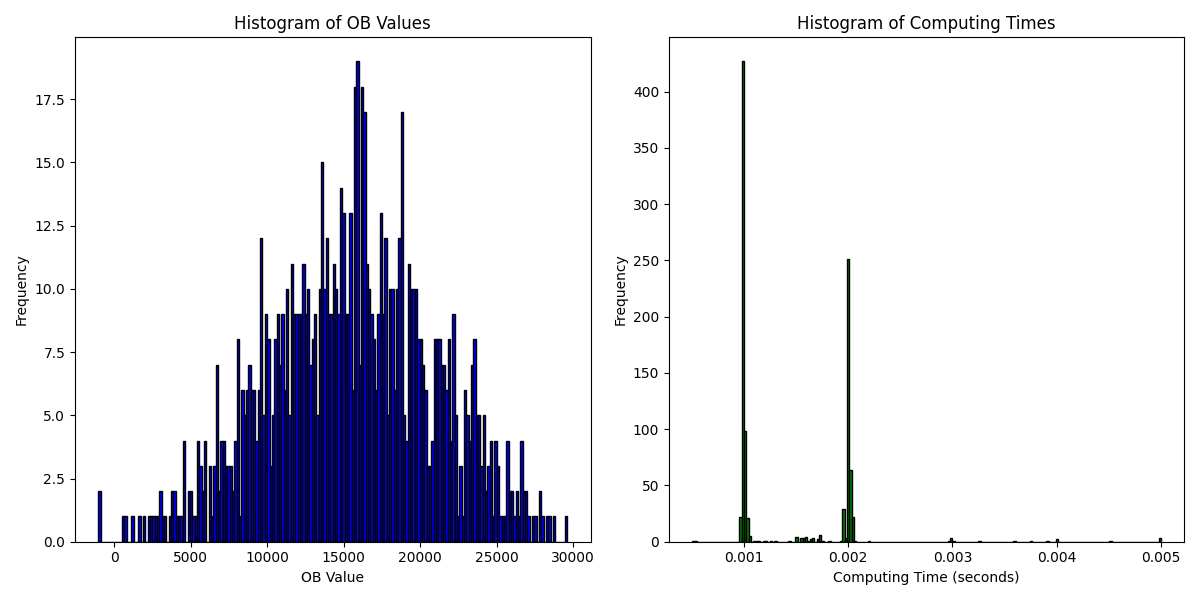 Histogram of OB Values
Frequency
17.5
15.0
12.5
10.0
7.5
5.0
2.5
0.0
0 5000 10000 15000 20000 25000 30000
OB Value
Histogram of Computing Times
Frequency
400
350
300
250
200
150
100
50
0
0.001 0.002 0.003 0.004 0.005
Computing Time (seconds)